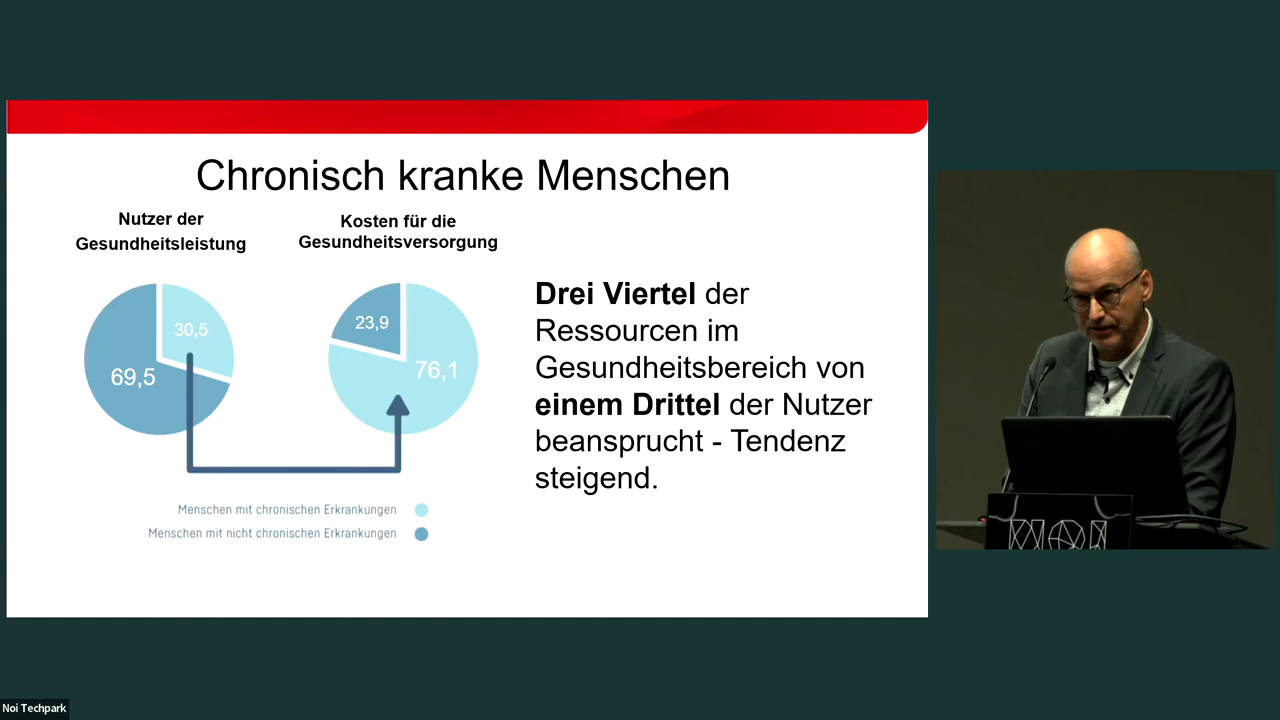 Chronisch kranke Menschen
Nutzer der
Gesundheitsleistung
Kosten für die
Gesundheitsversorgung
30,5
69,5
23,9
76,1
Drei Viertel der
Ressourcen im
Gesundheitsbereich von
einem Drittel der Nutzer
beansprucht - Tendenz
steigend.
Menschen mit chronischen Erkrankungen
Menschen mit nicht chronischen Erkrankungen
NOI
Noi Techpark